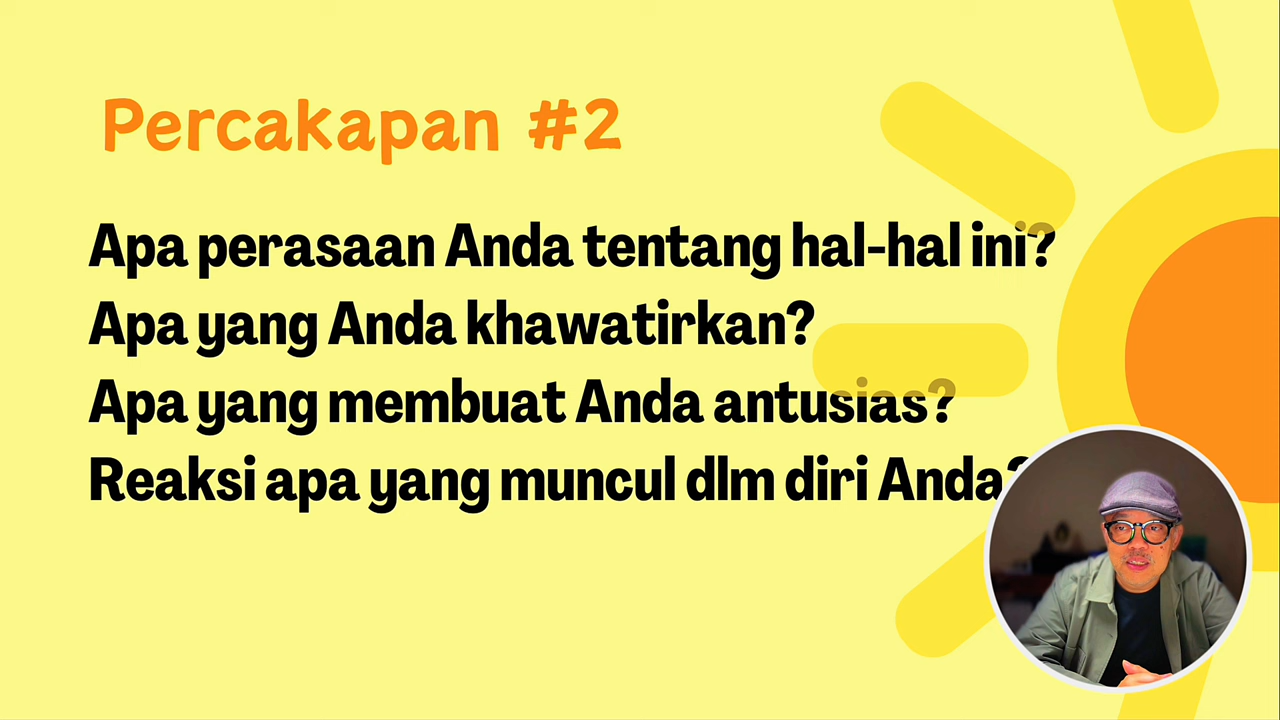 Percakapan #2
Apa perasaan Anda tentang hal-hal ini?
Apa yang Anda khawatirkan?
Apa yang membuat Anda antusias?
Reaksi apa yang muncul dlm diri Anda?